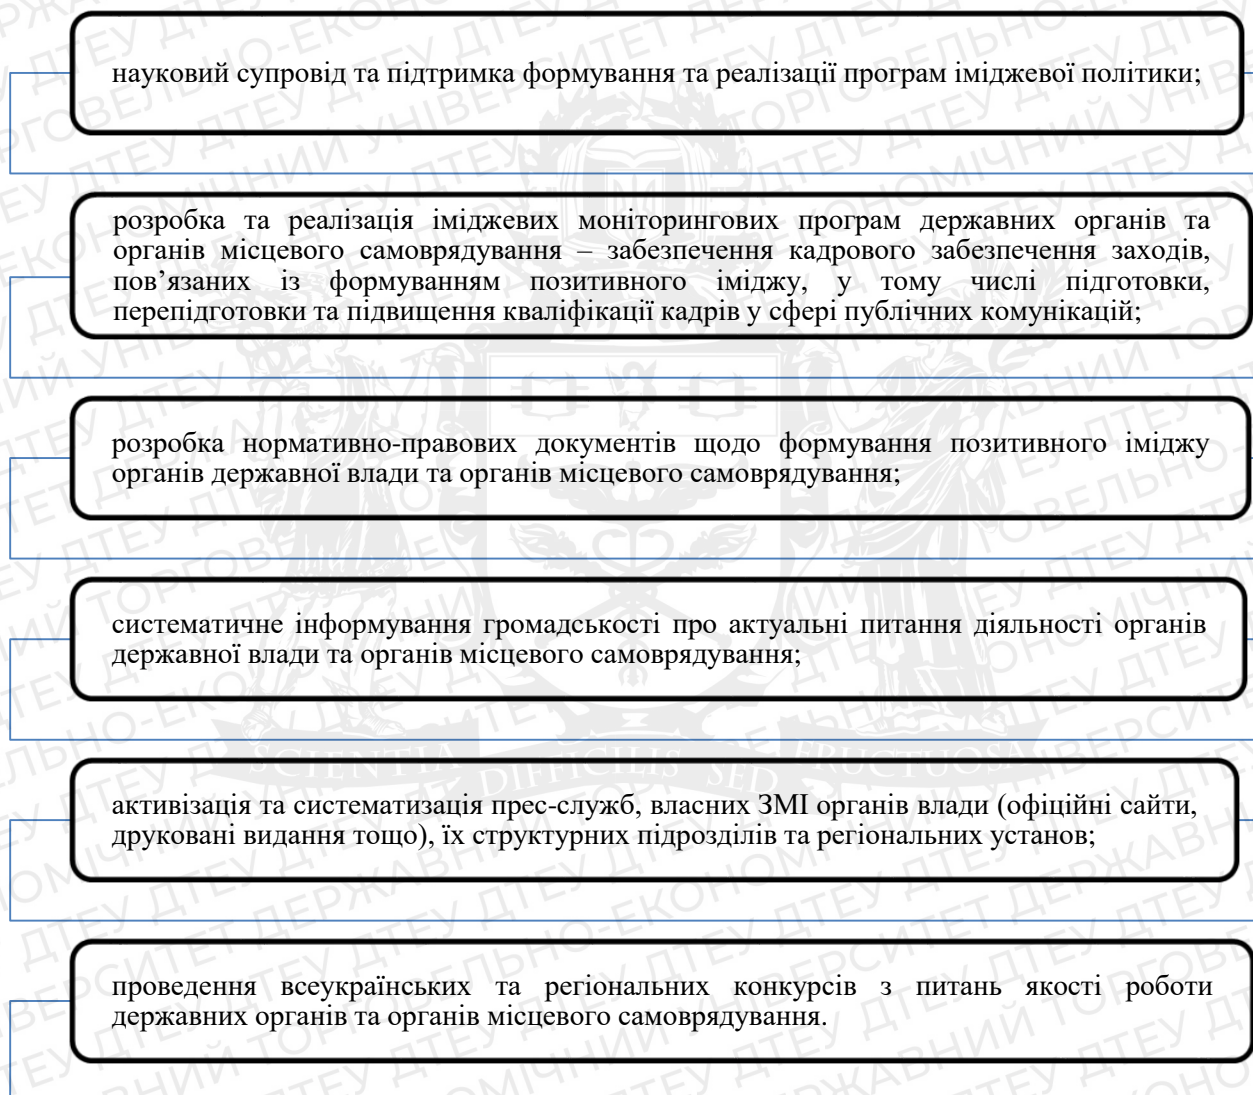 науковий супровід та підтримка формування та реалізації програм іміджевої політики;
розробка та реалізація іміджевих моніторингових програм державних органів та
органів місцевого самоврядування – забезпечення кадрового забезпечення заходів,
пов’язаних із формуванням позитивного іміджу, у тому числі підготовки,
перепідготовки та підвищення кваліфікації кадрів у сфері публічних комунікацій;
розробка нормативно-правових документів щодо формування позитивного іміджу
органів державної влади та органів місцевого самоврядування;
систематичне інформування громадськості про актуальні питання діяльності органів
державної влади та органів місцевого самоврядування;
SCIENTIA DIFFICILIS SED FRUCTUOSA
активізація та систематизація прес-служб, власних ЗМІ органів влади (офіційні сайти,
друковані видання тощо), їх структурних підрозділів та регіональних установ;
проведення всеукраїнських та регіональних конкурсів з питань якості роботи
державних органів та органів місцевого самоврядування.